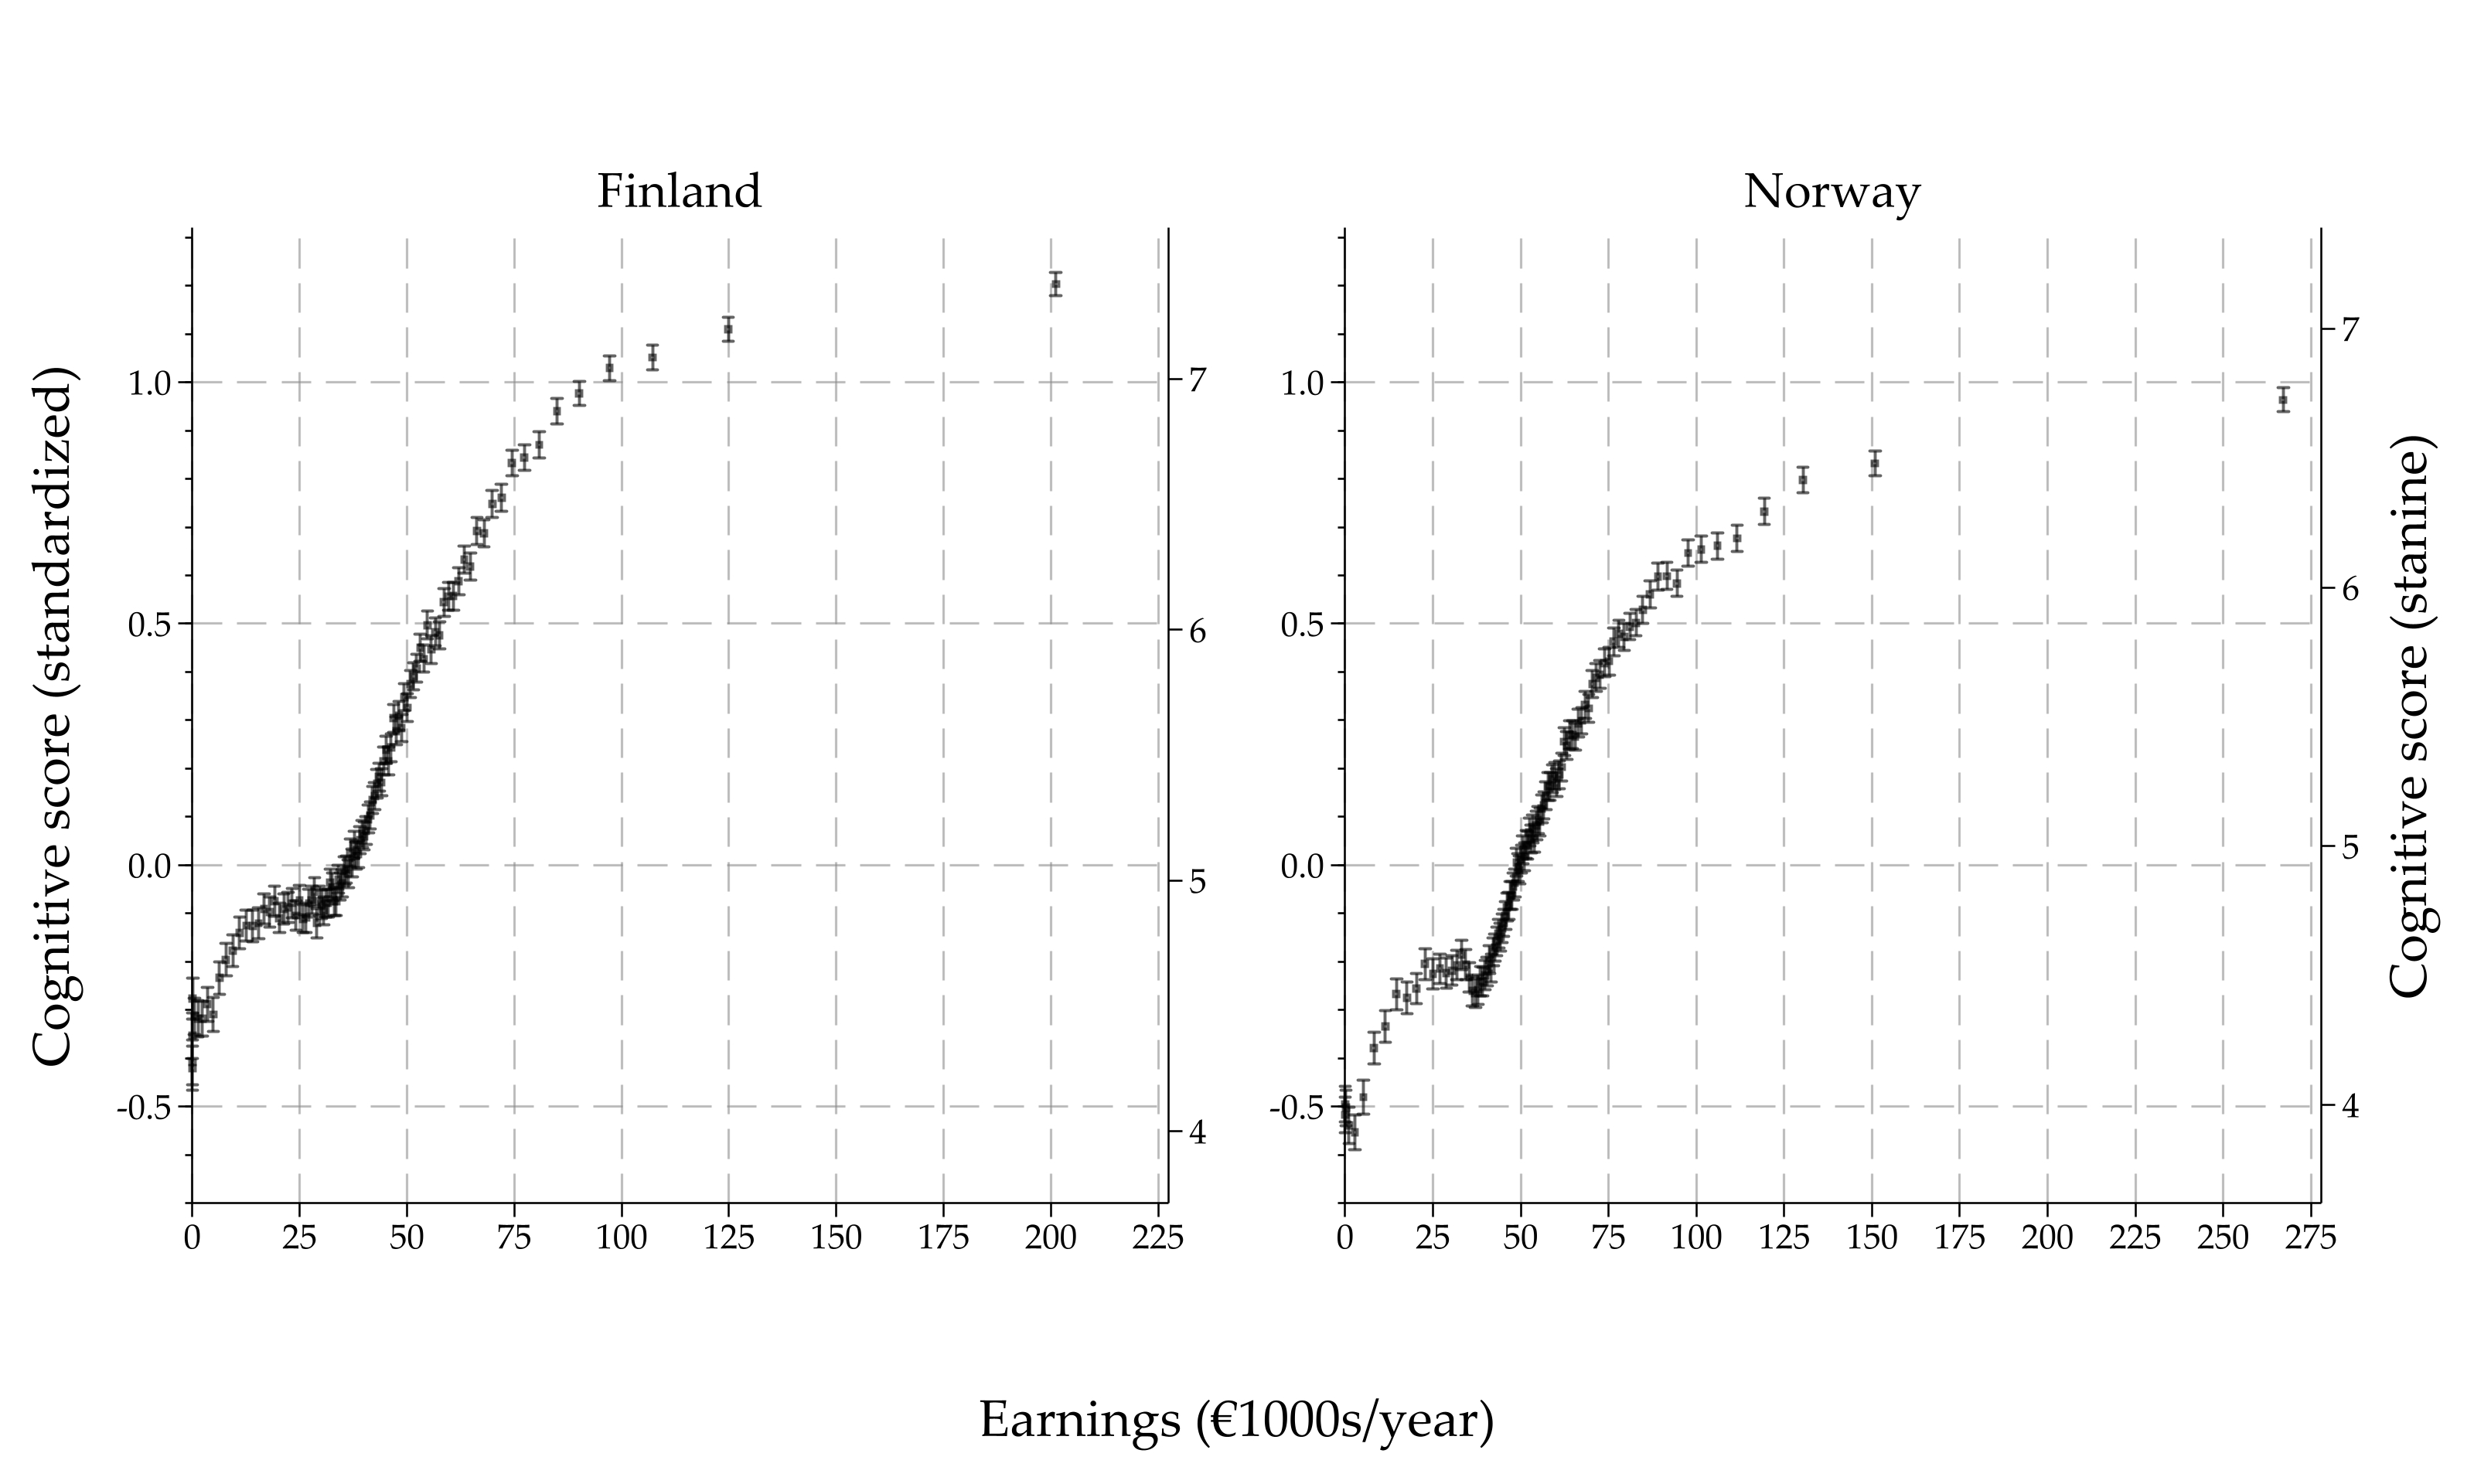 Finland
Norway
Cognitive score (standardized)
1.0
0.5
0.0
-0.5
7
6
5
4
0 25 50 75 100 125 150 175 200 225
1.0
0.5
0.0
-0.5
7
6
5
4
Cognitive score (stanine)
0 25 50 75 100 125 150 175 200 225 250 275
Earnings (€1000s/year)